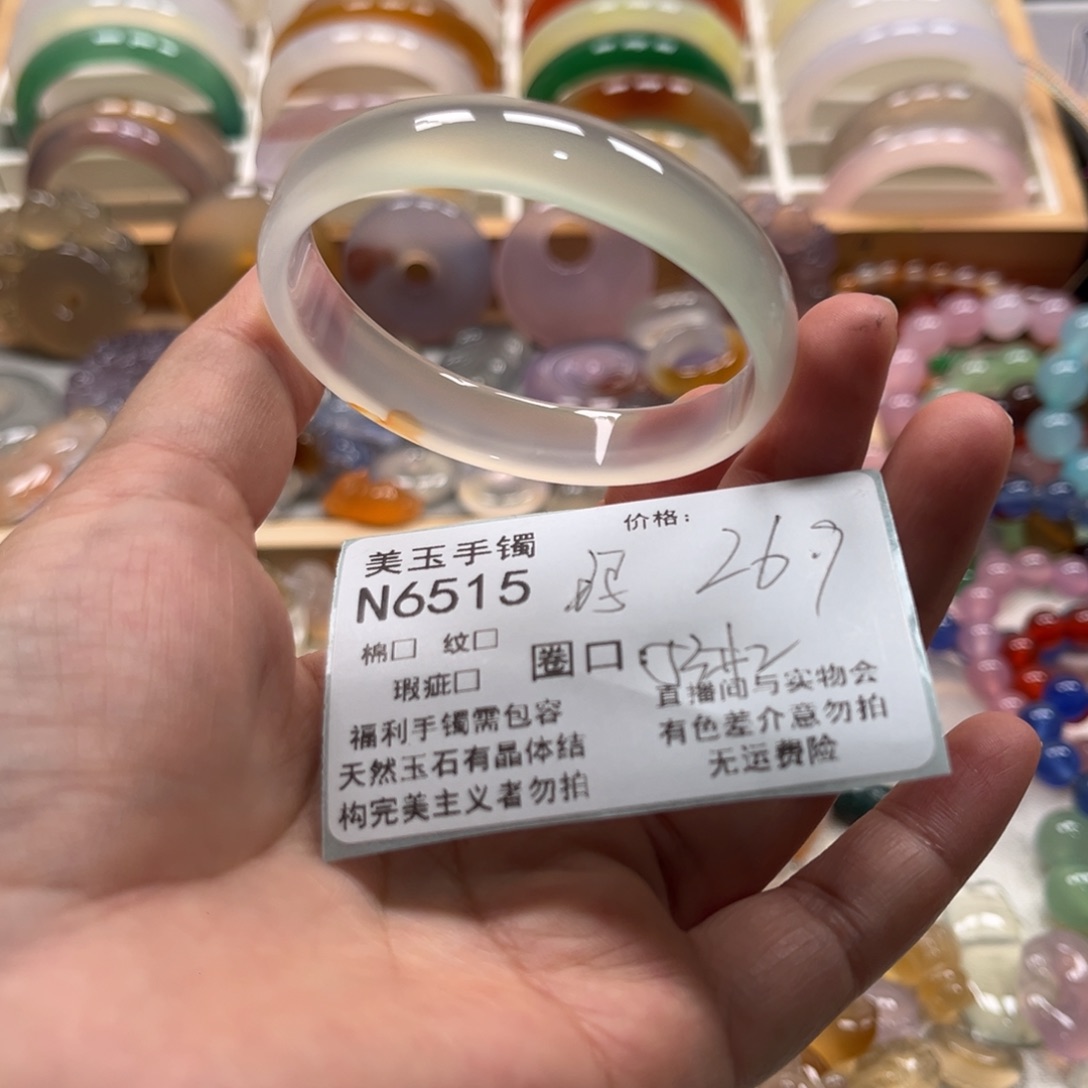 美玉手镯
N6515
价格: 26.9
棉□ 纹□
瑕疵□
圈口:
福利手镯需包容
天然玉石有晶体结
构完美主义者勿拍
直播间与实物会
有色差介意勿拍
无运费险